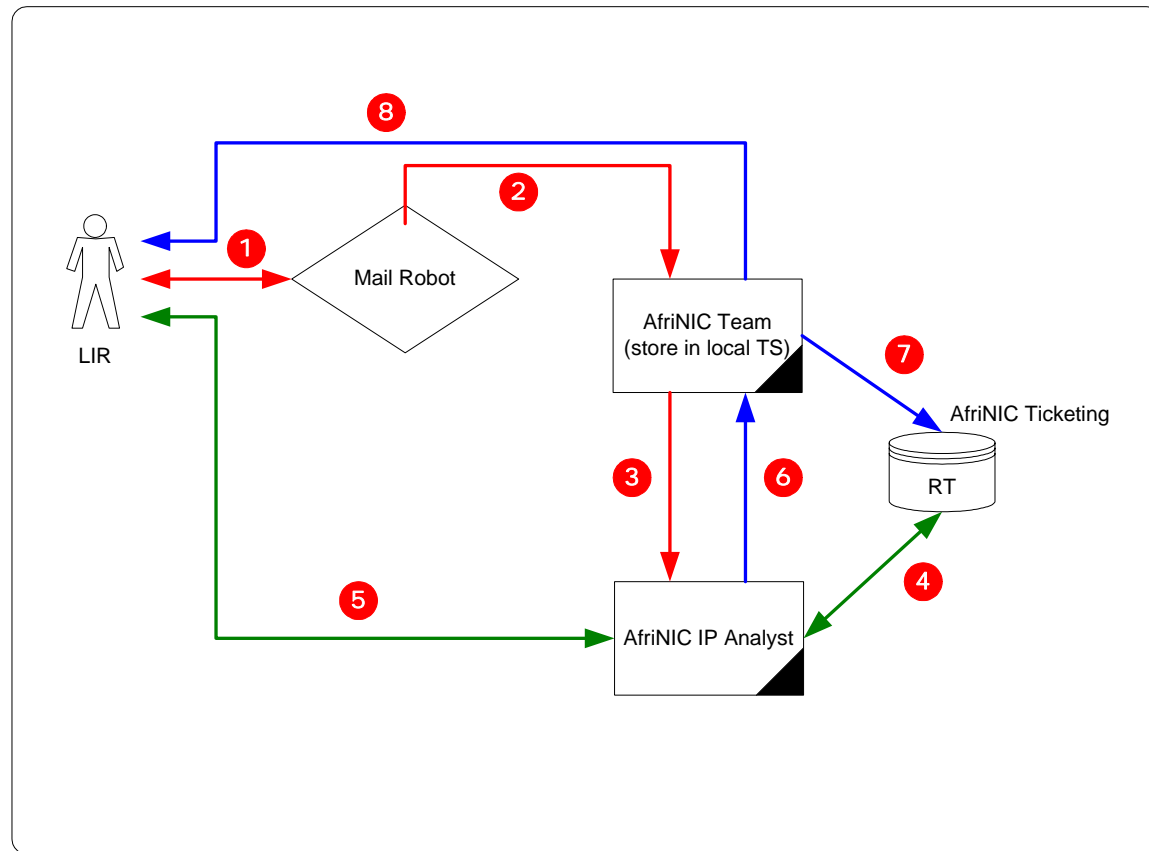 8
2
1
Mail Robot
AfriNIC Team
(store in local TS)
LIR
7
AfriNIC Ticketing
3
6
RT
4
5
AfriNIC IP Analyst